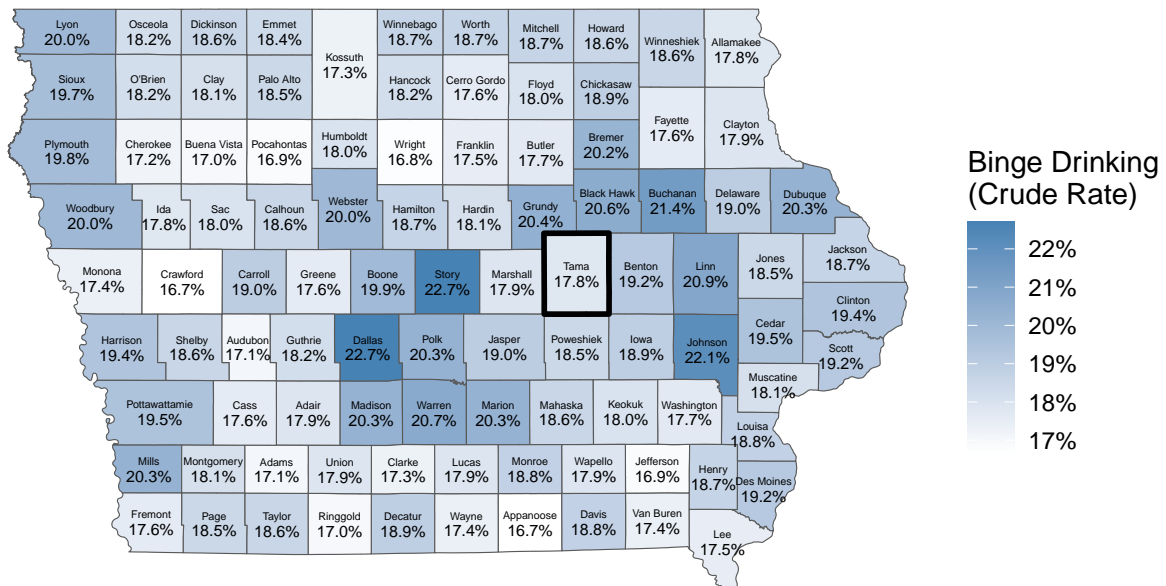 Lyon
20.0%
Osceola
18.2%
Dickinson
18.6%
Emmet
18.4%
Kossuth
17.3%
Winnebago
18.7%
Worth
18.7%
Mitchell
18.7%
Howard
18.6%
Winneshiek
18.6%
Allamakee
17.8%
Sioux
19.7%
O'Brien
18.2%
Clay
18.1%
Palo Alto
18.5%
Hancock
18.2%
Cerro Gordo
17.6%
Floyd
18.0%
Chickasaw
18.9%
Fayette
17.6%
Clayton
17.9%
Plymouth
19.8%
Cherokee
17.2%
Buena Vista
17.0%
Pocahontas
16.9%
Humboldt
18.0%
Wright
16.8%
Franklin
17.5%
Butler
17.7%
Bremer
20.2%
Woodbury
20.0%
Ida
17.8%
Sac
18.0%
Calhoun
18.6%
Webster
20.0%
Hamilton
18.7%
Hardin
18.1%
Grundy
20.4%
Black Hawk
20.6%
Buchanan
21.4%
Delaware
19.0%
Dubuque
20.3%
Monona
17.4%
Crawford
16.7%
Carroll
19.0%
Greene
17.6%
Boone
19.9%
Story
22.7%
Marshall
17.9%
Tama
17.8%
Benton
19.2%
Linn
20.9%
Jones
18.5%
Jackson
18.7%
Clinton
19.4%
Harrison
19.4%
Shelby
18.6%
Audubon
17.1%
Guthrie
18.2%
Dallas
22.7%
Polk
20.3%
Jasper
19.0%
Poweshiek
18.5%
Iowa
18.9%
Johnson
22.1%
Cedar
19.5%
Scott
19.2%
Muscatine
18.1%
Pottawattamie
19.5%
Cass
17.6%
Adair
17.9%
Madison
20.3%
Warren
20.7%
Marion
20.3%
Mahaska
18.6%
Keokuk
18.0%
Washington
17.7%
Louisa
18.8%
Mills
20.3%
Montgomery
18.1%
Adams
17.1%
Union
17.9%
Clarke
17.3%
Lucas
17.9%
Monroe
18.8%
Wapello
17.9%
Jefferson
16.9%
Henry
18.7%
Des Moines
19.2%
Fremont
17.6%
Page
18.5%
Taylor
18.6%
Ringgold
17.0%
Decatur
18.9%
Wayne
17.4%
Appanoose
16.7%
Davis
18.8%
Van Buren
17.4%
Lee
17.5%
Binge Drinking
(Crude Rate)
22%
21%
20%
19%
18%
17%